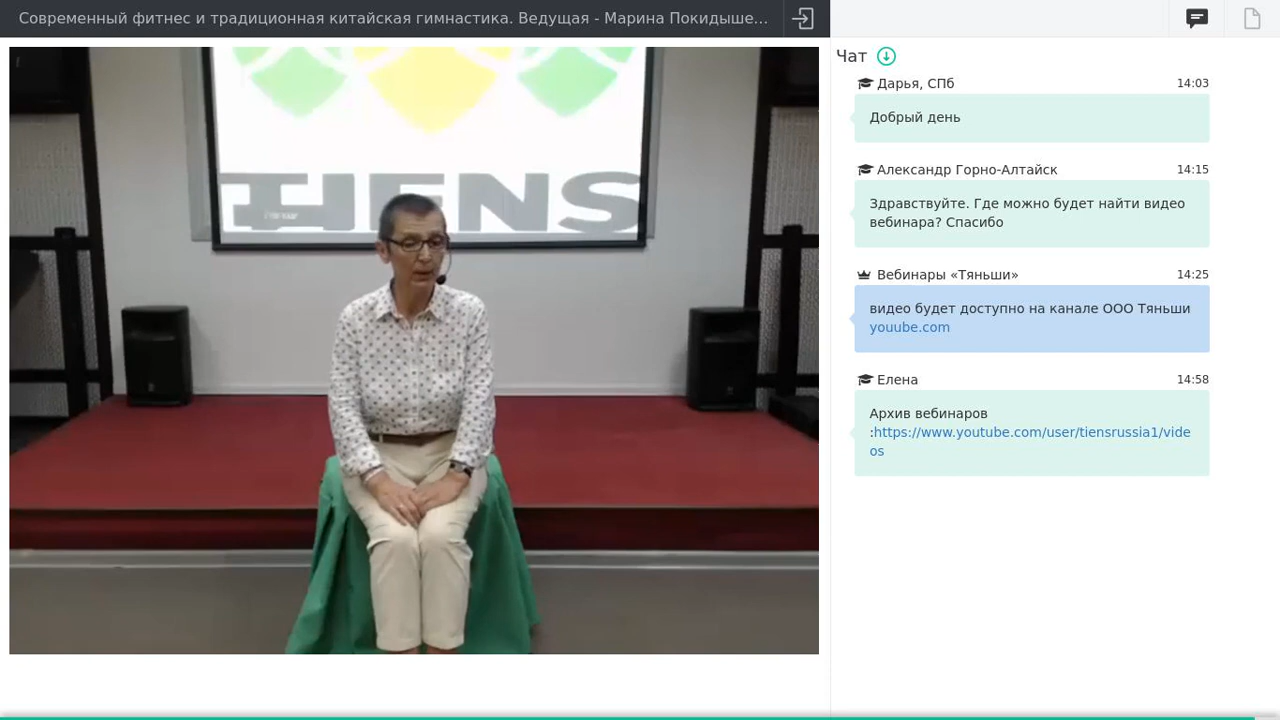 Современный фитнес и традиционная китайская гимнастика. Ведущая - Марина Покидыше...
TIENS
Чат
Дарья, СПб 14:03
Добрый день
Александр Горно-Алтайск 14:15
Здравствуйте. Где можно будет найти видео
вебинара? Спасибо
Вебинары «Тяньши» 14:25
видео будет доступно на канале ООО Тяньши
youube.com
Елена 14:58
Архив вебинаров
:https://www.youtube.com/user/tiensrussia1/vide
os